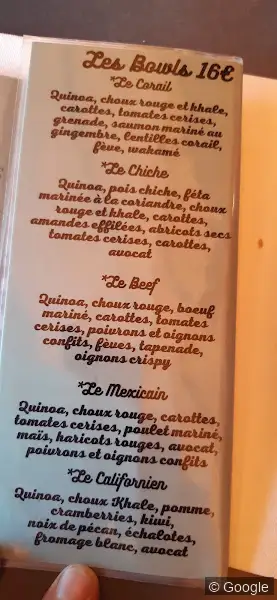 Les Bowls 16€
*Le Corail
Quinoa, choux rouge et khale,
carottes, tomates cerises,
grenade, saumon mariné au
gingembre, lentilles corail,
fève, wakamé
*Le Chiche
Quinoa, pois chiche, féta
marinée à la coriandre, choux
rouge et khale, carottes,
amandes effilées, abricots secs
tomates cerises, carottes,
avocat
*Le Beef
Quinoa, choux rouge, boeuf
mariné, carottes, tomates
cerises, poivrons et oignons
confits, fèves, tapenade,
oignons crispy
*Le Mexicain
Quinoa, choux rouge, carottes,
tomates cerises, poulet mariné,
maïs, haricots rouges, avocat,
poivrons et oignons confits
*Le Californien
Quinoa, choux Khale, pomme,
cramberries, kiwi,
noix de pécan, échalotes,
fromage blanc, avocat
© Google